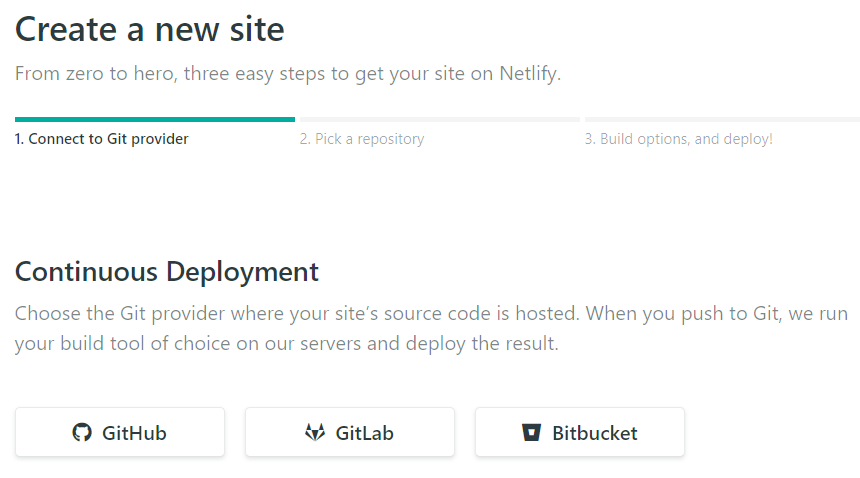 Create a new site
From zero to hero, three easy steps to get your site on Netlify.
1. Connect to Git provider
2. Pick a repository
3. Build options, and deploy!
Continuous Deployment
Choose the Git provider where your site’s source code is hosted. When you push to Git, we run
your build tool of choice on our servers and deploy the result.
GitHub
GitLab
Bitbucket